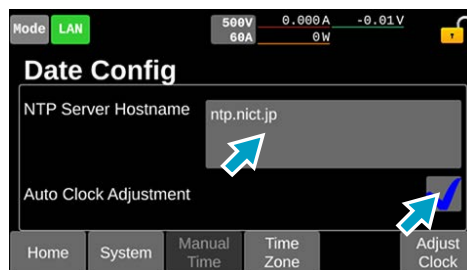 Mode LAN 500V 0.000A -0.01V
60A 0W
Date Config
NTP Server Hostname ntp.nict.jp
Auto Clock Adjustment
Home System Manual Time Time Zone Adjust Clock